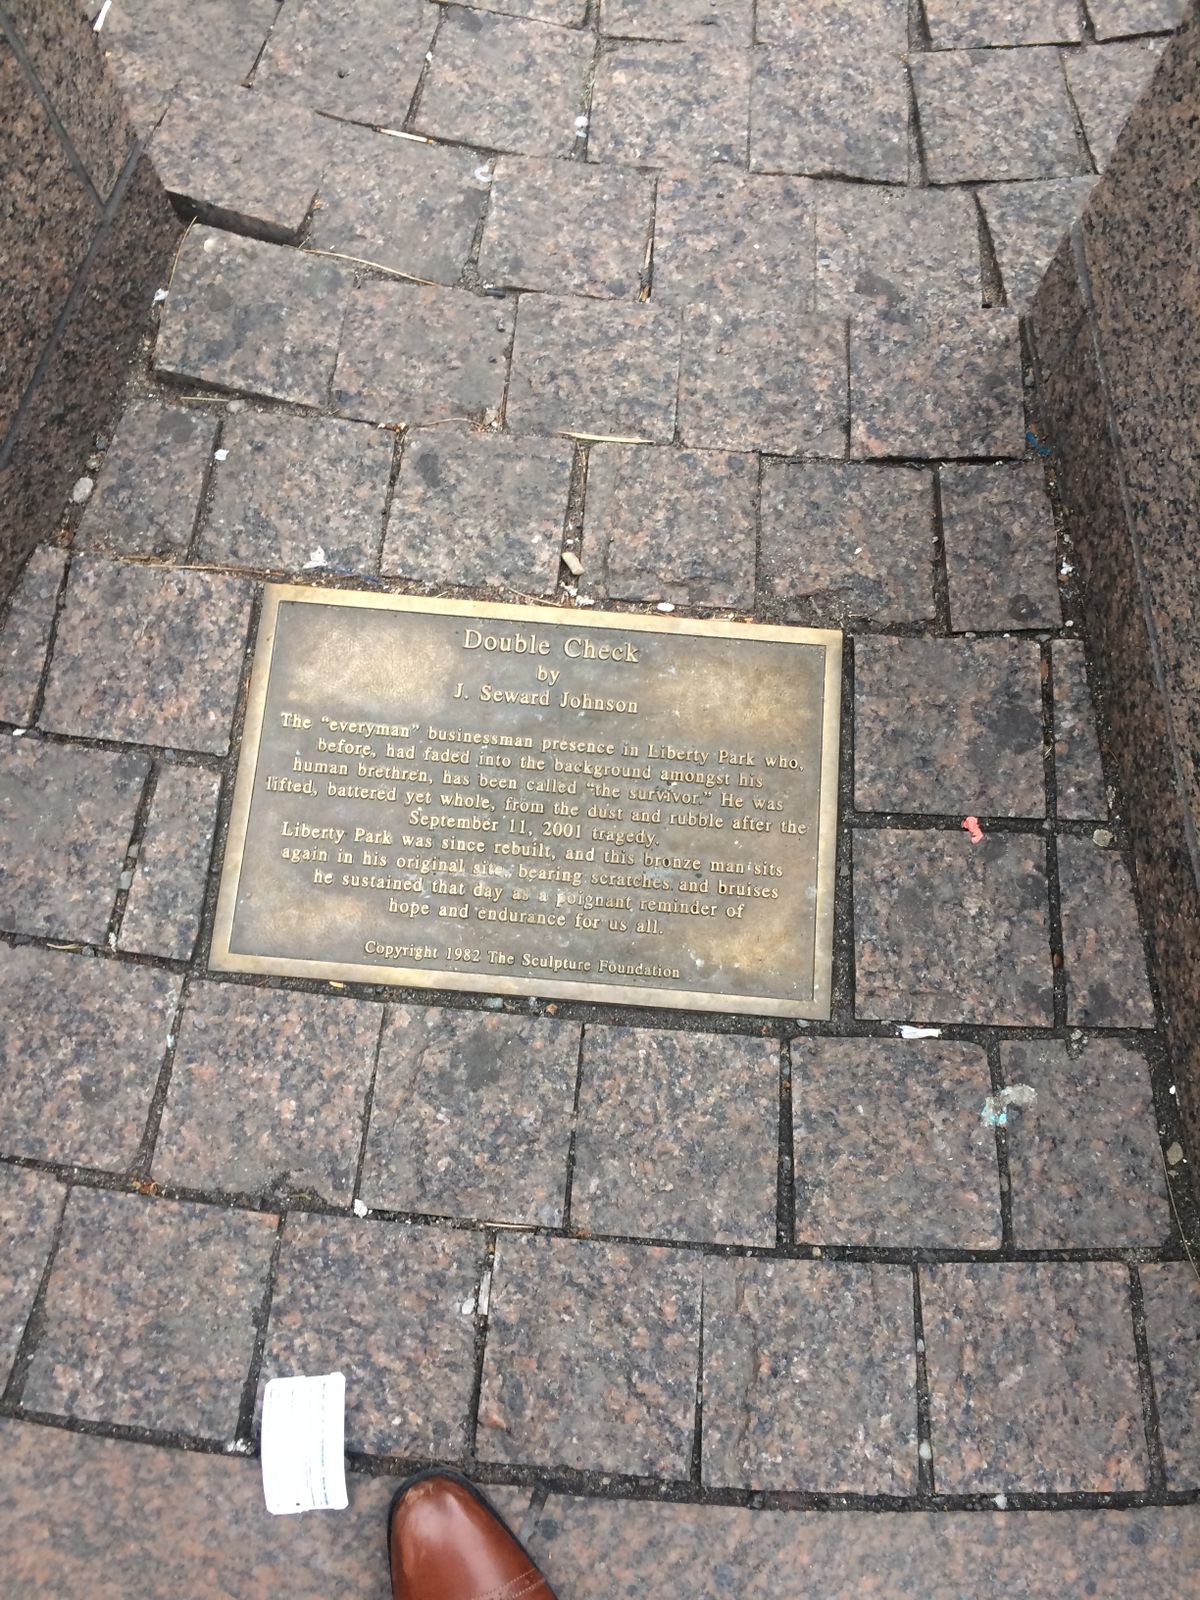 Double Check
by
J. Seward Johnson
The "everyman" businessman presence in Liberty Park who,
before, had faded into the background amongst his
human brethren, has been called "the survivor." He was
lifted, battered yet whole, from the dust and rubble after the
September 11, 2001 tragedy.
Liberty Park was since rebuilt, and this bronze man sits
again in his original site, bearing scratches and bruises
he sustained that day as a poignant reminder of
hope and endurance for us all.
Copyright 1982 The Sculpture Foundation